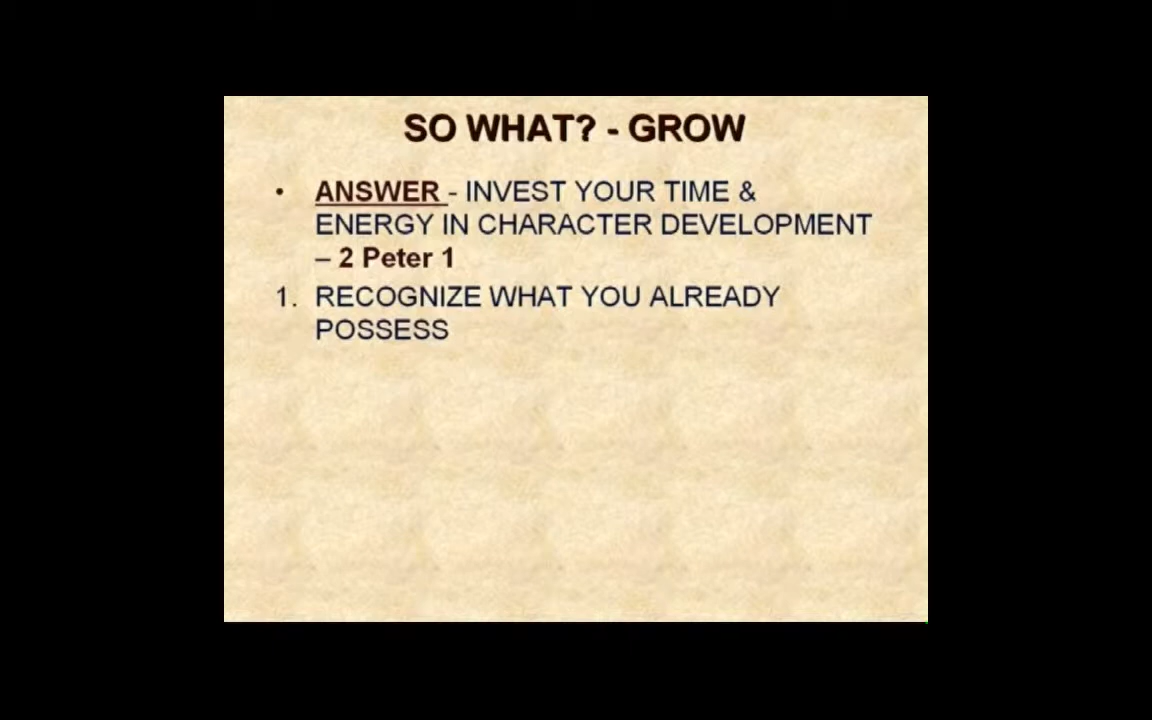 SO WHAT? - GROW
• ANSWER - INVEST YOUR TIME &
ENERGY IN CHARACTER DEVELOPMENT
– 2 Peter 1
1. RECOGNIZE WHAT YOU ALREADY
POSSESS